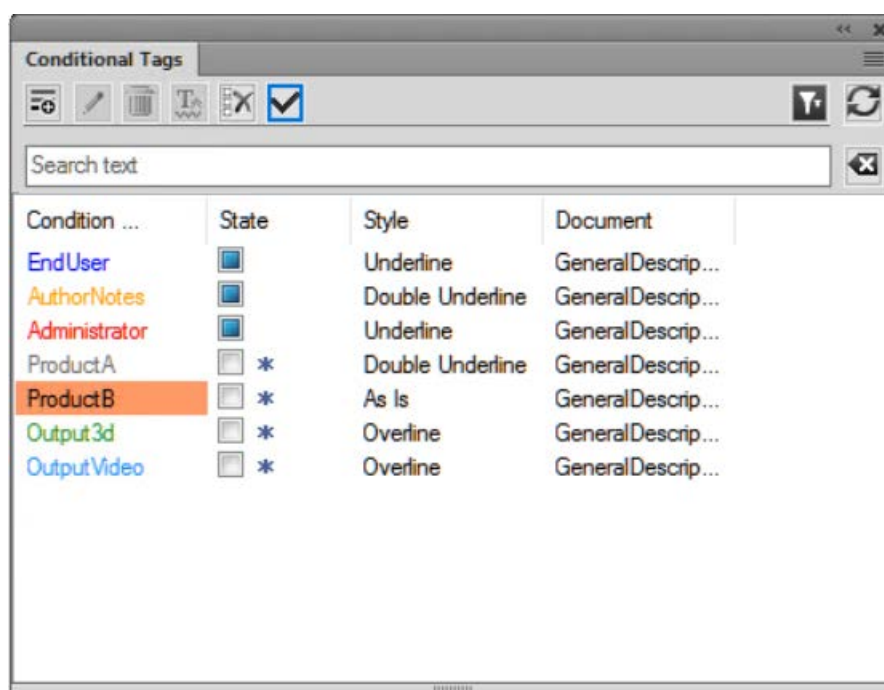 Conditional Tags
Search text
Condition ... State Style Document
EndUser Underline GeneralDescrip...
AuthorNotes Double Underline GeneralDescrip...
Administrator Underline GeneralDescrip...
ProductA * Double Underline GeneralDescrip...
ProductB * As Is GeneralDescrip...
Output3d * Overline GeneralDescrip...
OutputVideo * Overline GeneralDescrip...